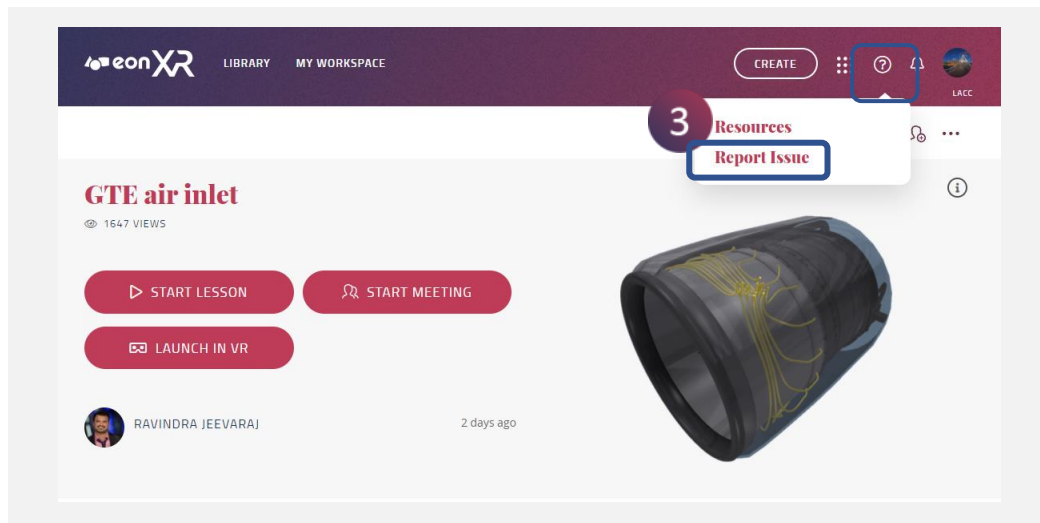 eonXR LIBRARY MY WORKSPACE CREATE
LACC
3
Resources
Report Issue
GTE air inlet
1647 VIEWS
START LESSON
START MEETING
LAUNCH IN VR
RAVINDRA JEEVARAJ 2 days ago